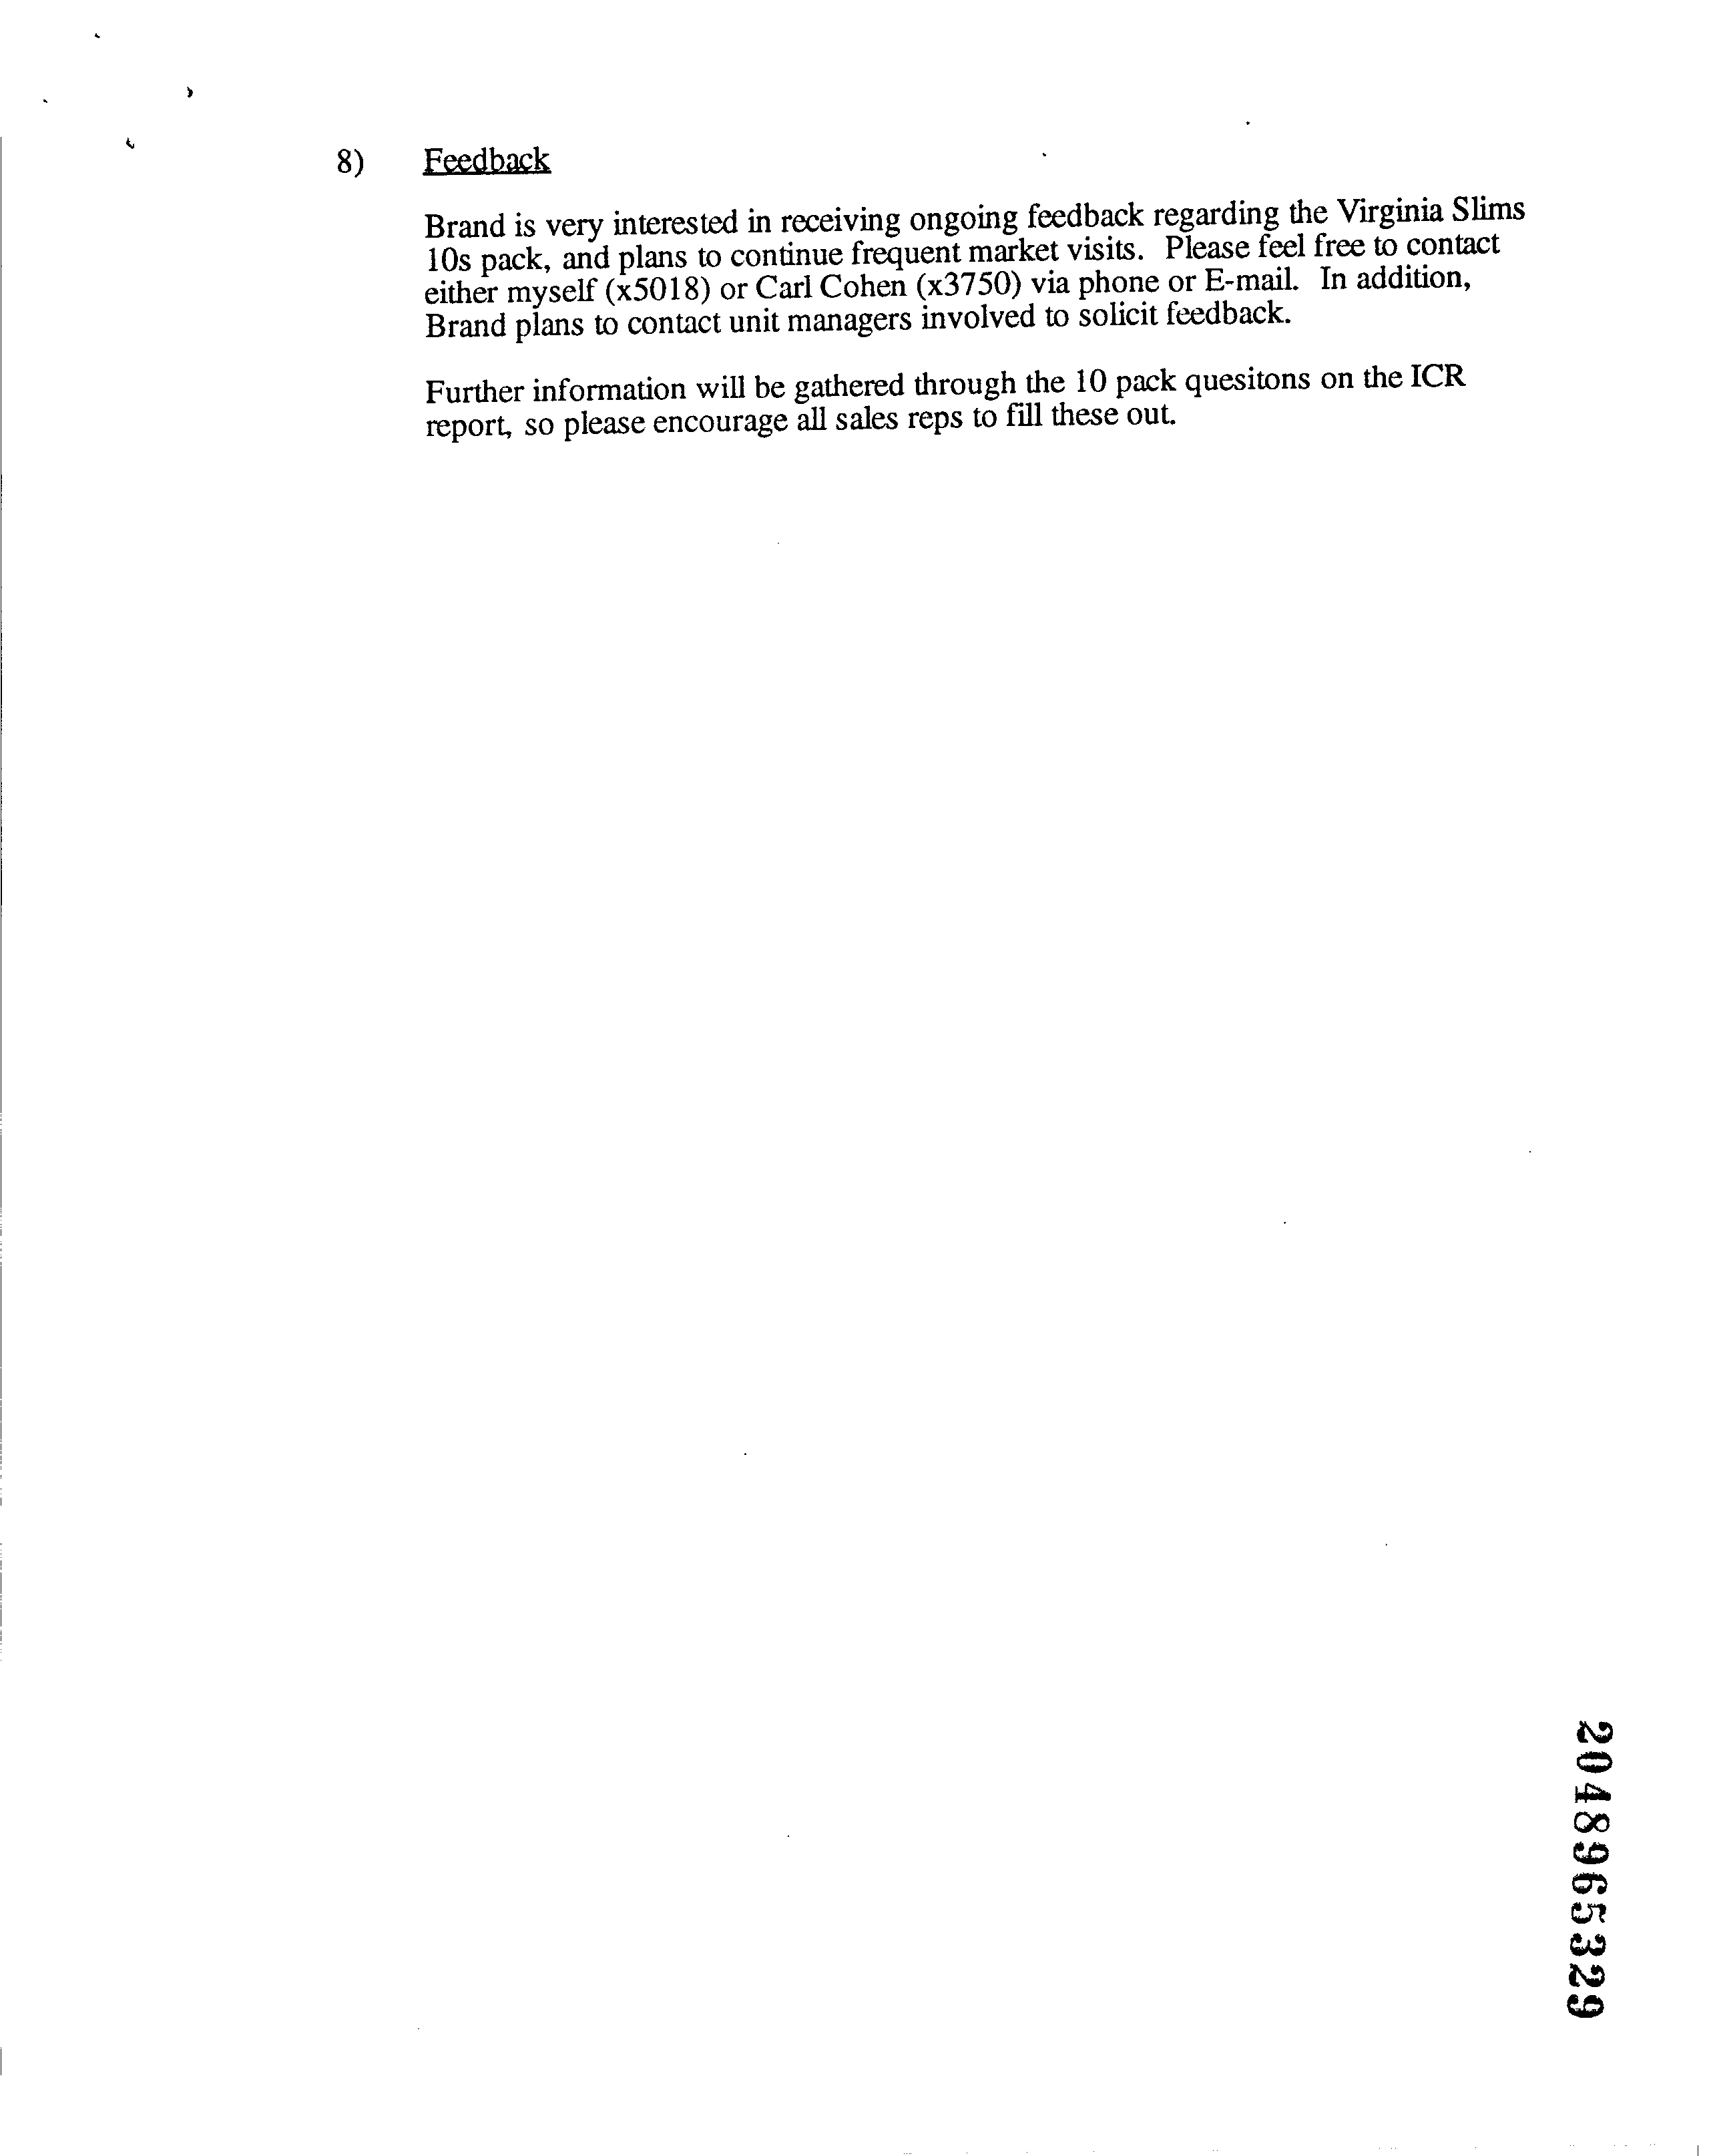 8) Feedback
Brand is very interested in receiving ongoing feedback regarding the Virginia Slims
10s pack, and plans to continue frequent market visits. Please feel free to contact
either myself (x5018) or Carl Cohen (x3750) via phone or E-mail. In addition,
Brand plans to contact unit managers involved to solicit feedback.
Further information will be gathered through the 10 pack quesitons on the ICR
report, so please encourage all sales reps to fill these out.
2048965329